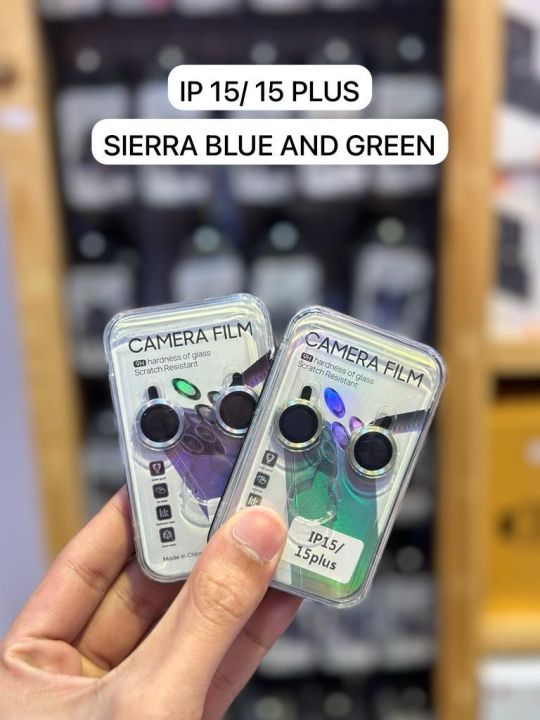 IP 15/ 15 PLUS
SIERRA BLUE AND GREEN
CAMERA FILM
9H hardness of glass
Scratch Resistant
Made in China
CAMERA FILM
9H hardness of glass
Scratch Resistant
IP15/
15plus